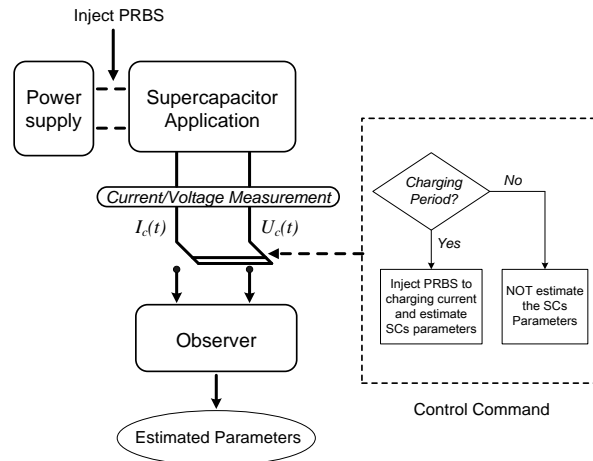 Inject PRBS
Power
supply
Supercapacitor
Application
Current/Voltage Measurement
Ic(t)
Uc(t)
Observer
Estimated Parameters
Charging
Period?
No
Yes
Inject PRBS to
charging current
and estimate
SCs parameters
NOT estimate
the SCs
Parameters
Control Command